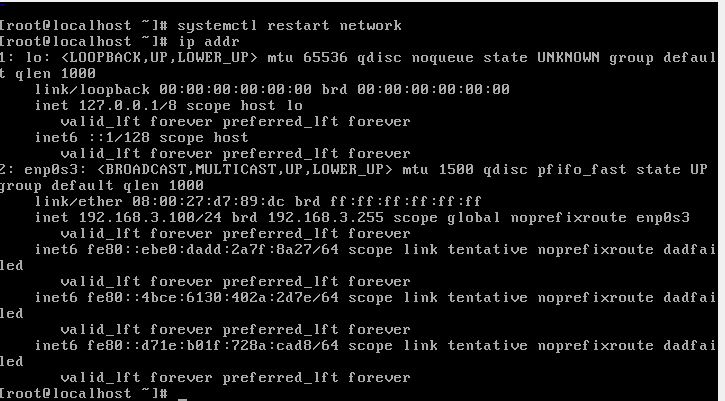 [root@localhost ~]# systemctl restart network
[root@localhost ~]# ip addr
1: lo: <LOOPBACK,UP,LOWER_UP> mtu 65536 qdisc noqueue state UNKNOWN group defaul
t qlen 1000
    link/loopback 00:00:00:00:00:00 brd 00:00:00:00:00:00
    inet 127.0.0.1/8 scope host lo
       valid_lft forever preferred_lft forever
    inet6 ::1/128 scope host
       valid_lft forever preferred_lft forever
2: enp0s3: <BROADCAST,MULTICAST,UP,LOWER_UP> mtu 1500 qdisc pfifo_fast state UP
group default qlen 1000
    link/ether 08:00:27:d7:89:dc brd ff:ff:ff:ff:ff:ff
    inet 192.168.3.100/24 brd 192.168.3.255 scope global noprefixroute enp0s3
       valid_lft forever preferred_lft forever
    inet6 fe80::ebe0:dadd:2a7f:8a27/64 scope link tentative noprefixroute dadfai
led
       valid_lft forever preferred_lft forever
    inet6 fe80::4bce:6130:402a:2d7e/64 scope link tentative noprefixroute dadfai
led
       valid_lft forever preferred_lft forever
    inet6 fe80::d71e:b01f:728a:cad8/64 scope link tentative noprefixroute dadfai
led
       valid_lft forever preferred_lft forever
[root@localhost ~]# _